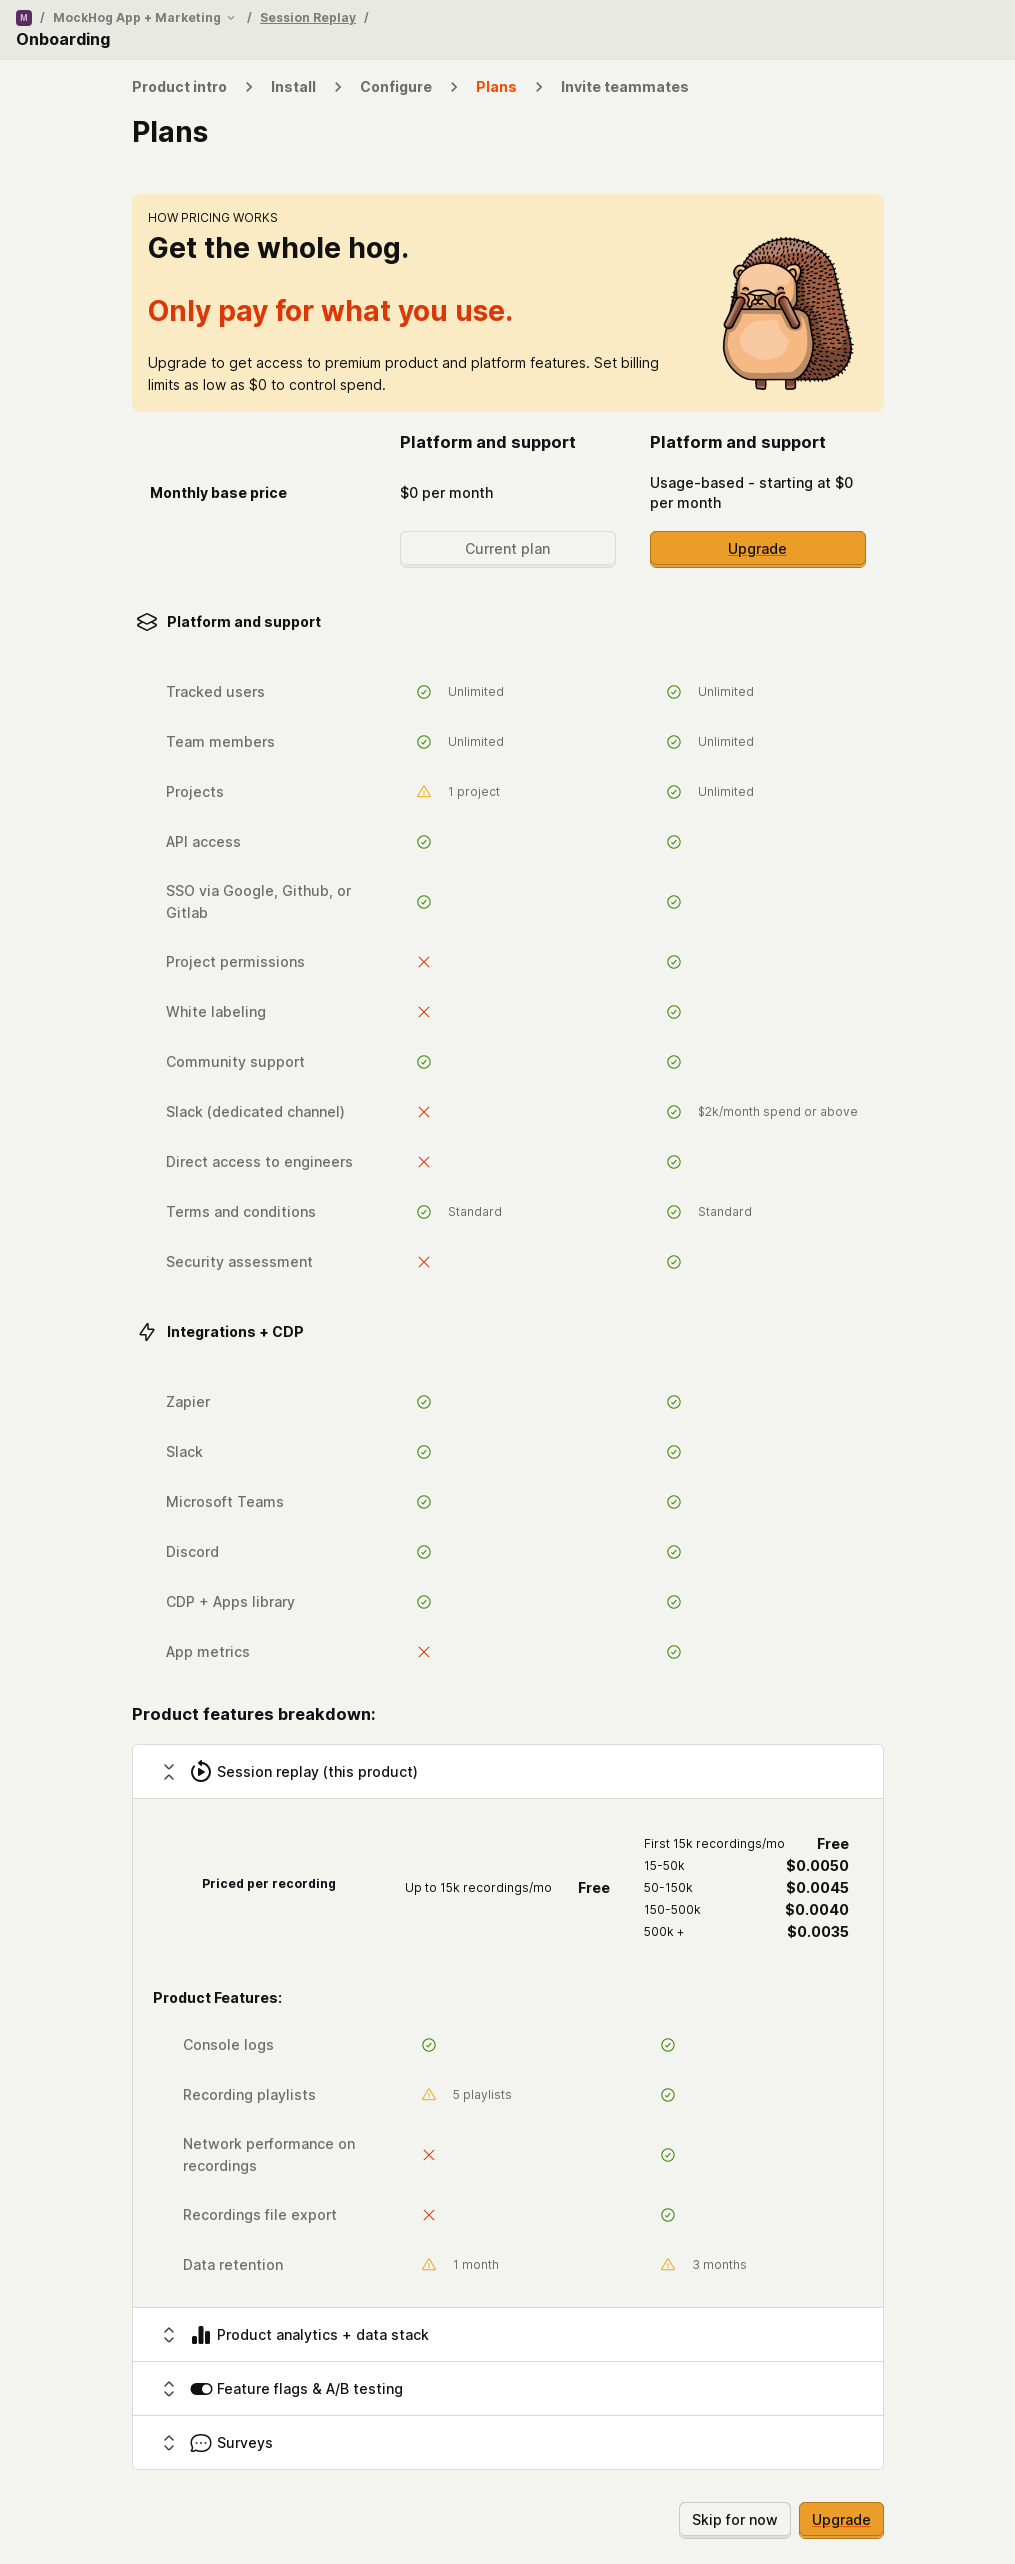 M / MockHog App + Marketing / Session Replay /
Onboarding
Product intro > Install > Configure > Plans > Invite teammates
Plans
HOW PRICING WORKS
Get the whole hog.
Only pay for what you use.
Upgrade to get access to premium product and platform features. Set billing
limits as low as $0 to control spend.
Platform and support Platform and support
Monthly base price $0 per month Usage-based - starting at $0
per month
Current plan Upgrade
Platform and support
Tracked users Unlimited Unlimited
Team members Unlimited Unlimited
Projects 1 project Unlimited
API access
SSO via Google, Github, or
Gitlab
Project permissions
White labeling
Community support
Slack (dedicated channel) $2k/month spend or above
Direct access to engineers
Terms and conditions Standard Standard
Security assessment
Integrations + CDP
Zapier
Slack
Microsoft Teams
Discord
CDP + Apps library
App metrics
Product features breakdown:
Session replay (this product)
Priced per recording Up to 15k recordings/mo Free
First 15k recordings/mo Free
15-50k $0.0050
50-150k $0.0045
150-500k $0.0040
500k + $0.0035
Product Features:
Console logs
Recording playlists 5 playlists
Network performance on
recordings
Recordings file export
Data retention 1 month 3 months
Product analytics + data stack
Feature flags & A/B testing
Surveys
Skip for now Upgrade